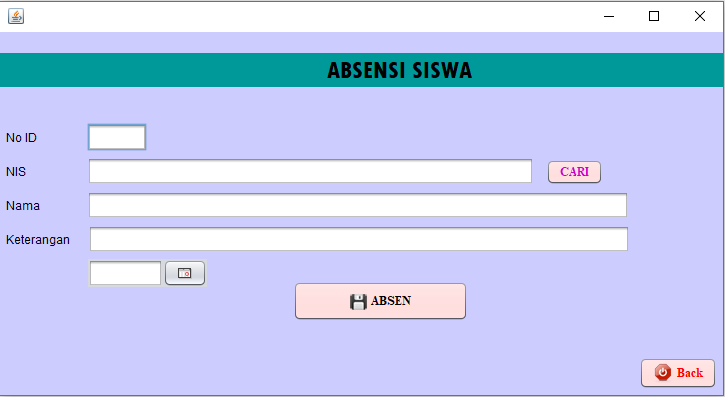 ABSENSI SISWA
No ID
NIS
CARI
Nama
Keterangan
ABSEN
Back